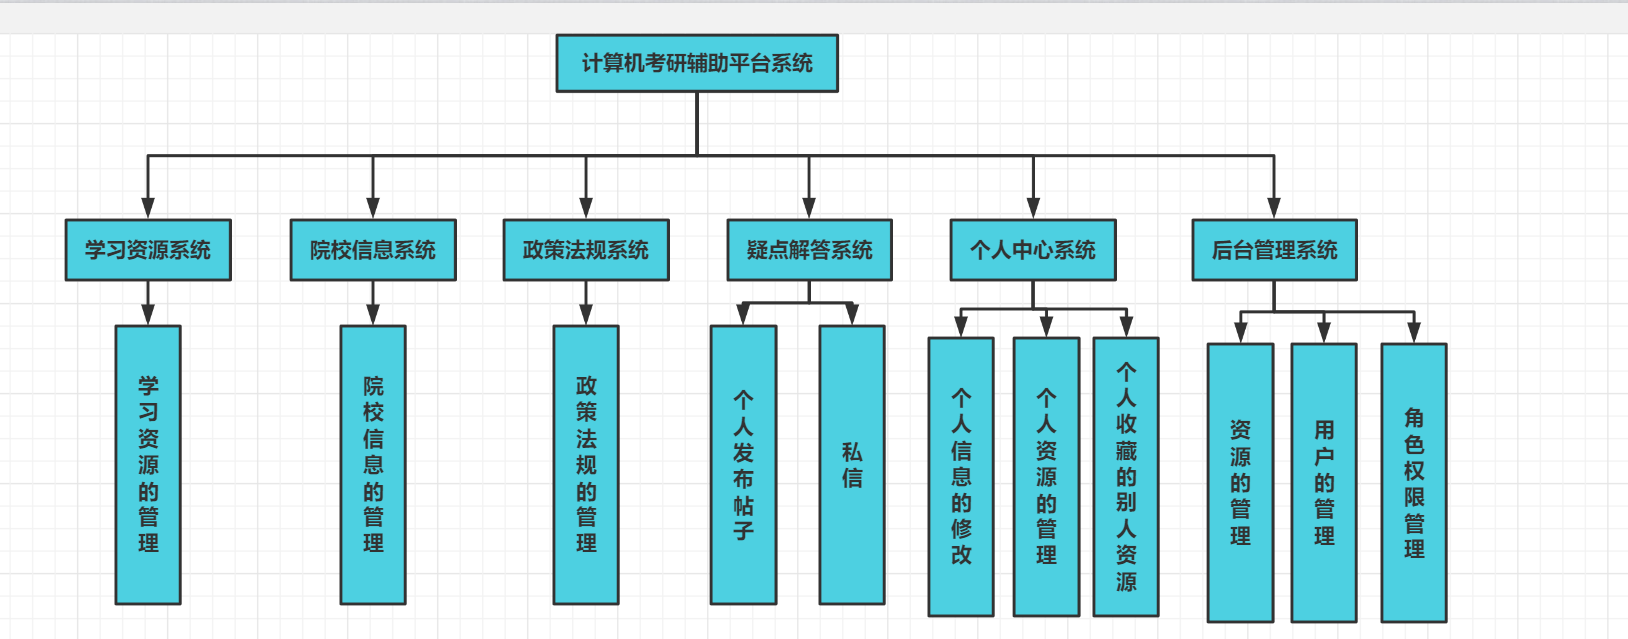 计算机考研辅助平台系统
学习资源系统
院校信息系统
政策法规系统
疑点解答系统
个人中心系统
后台管理系统
学习资源的管理
院校信息的管理
政策法规的管理
个人发布帖子
私信
个人信息的修改
个人资源的管理
个人收藏的别人资源
资源的管理
用户的管理
角色权限管理